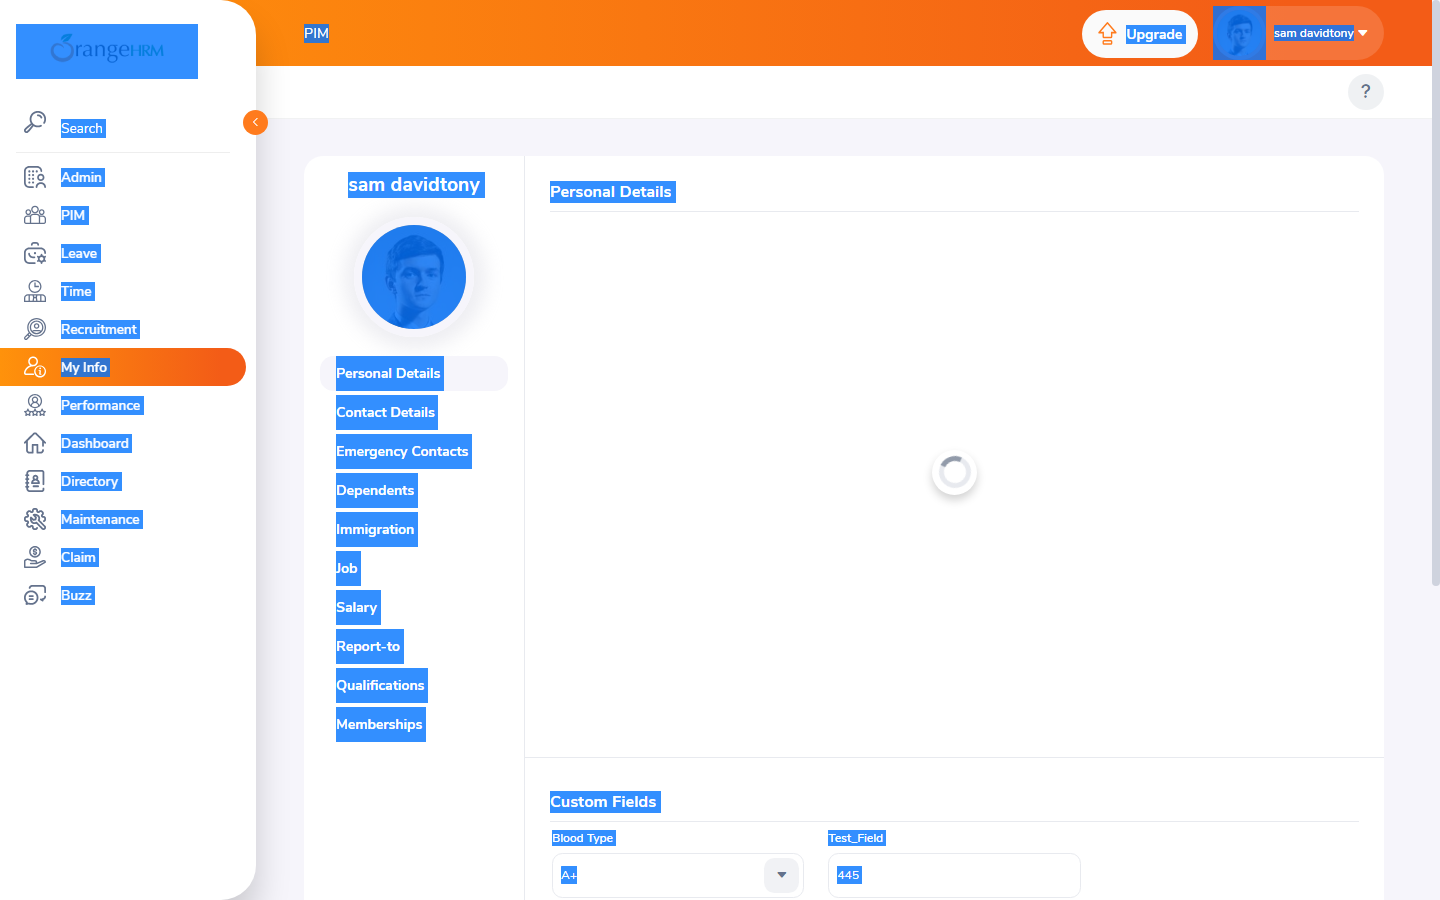 OrangeHRM
Search
Admin
PIM
Leave
Time
Recruitment
My Info
Performance
Dashboard
Directory
Maintenance
Claim
Buzz
PIM
Upgrade
sam davidtony
?
sam davidtony
Personal Details
Contact Details
Emergency Contacts
Dependents
Immigration
Job
Salary
Report-to
Qualifications
Memberships
Personal Details
Custom Fields
Blood Type
Test_Field
A+
445